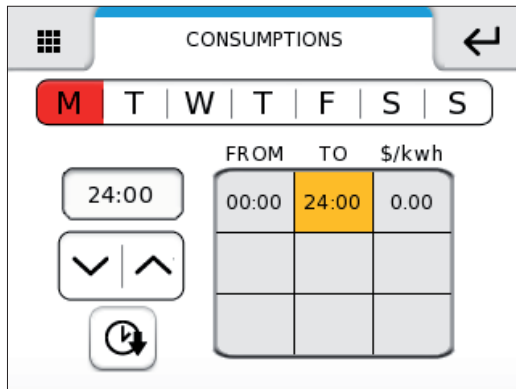 CONSUMPTIONS
M T W T F S S
FROM TO $/kwh
24:00
00:00 24:00 0.00